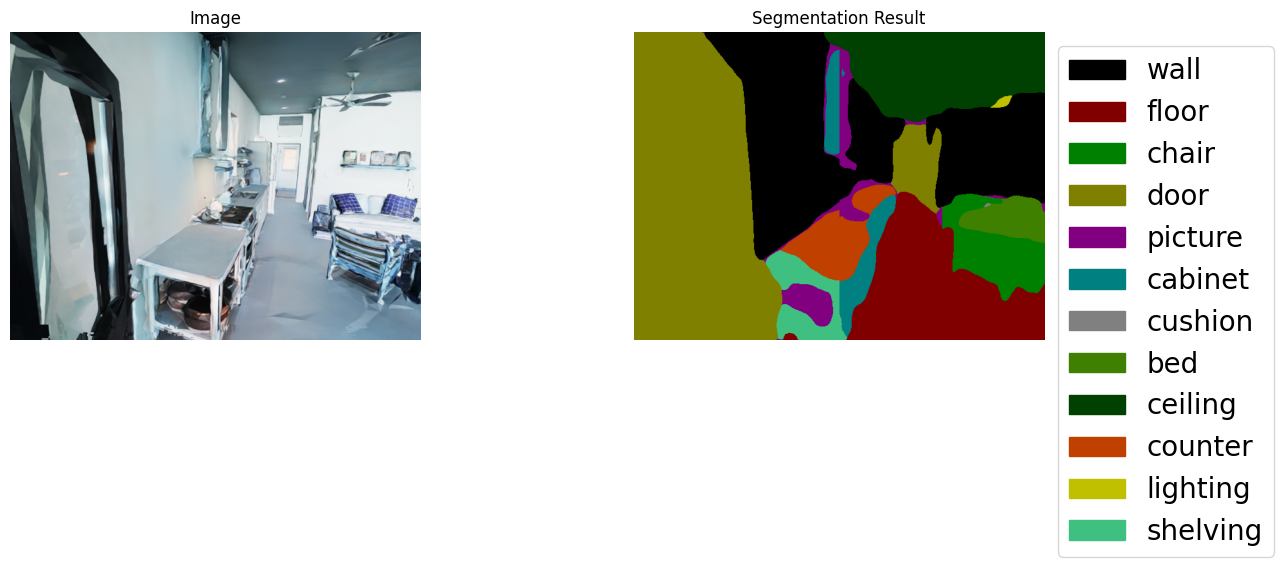 Image
Segmentation Result
wall
floor
chair
door
picture
cabinet
cushion
bed
ceiling
counter
lighting
shelving